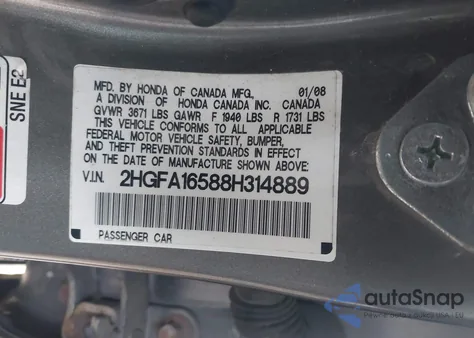 SNE E2
MFD. BY HONDA OF CANADA MFG. 01/08
A DIVISION OF HONDA CANADA INC. CANADA
GVWR 3671 LBS GAWR F 1940 LBS R 1731 LBS
THIS VEHICLE CONFORMS TO ALL APPLICABLE
FEDERAL MOTOR VEHICLE SAFETY, BUMPER,
AND THEFT PREVENTION STANDARDS IN EFFECT
ON THE DATE OF MANUFACTURE SHOWN ABOVE:
V.I.N. 2HGFA16588H314889
PASSENGER CAR
autoSnap